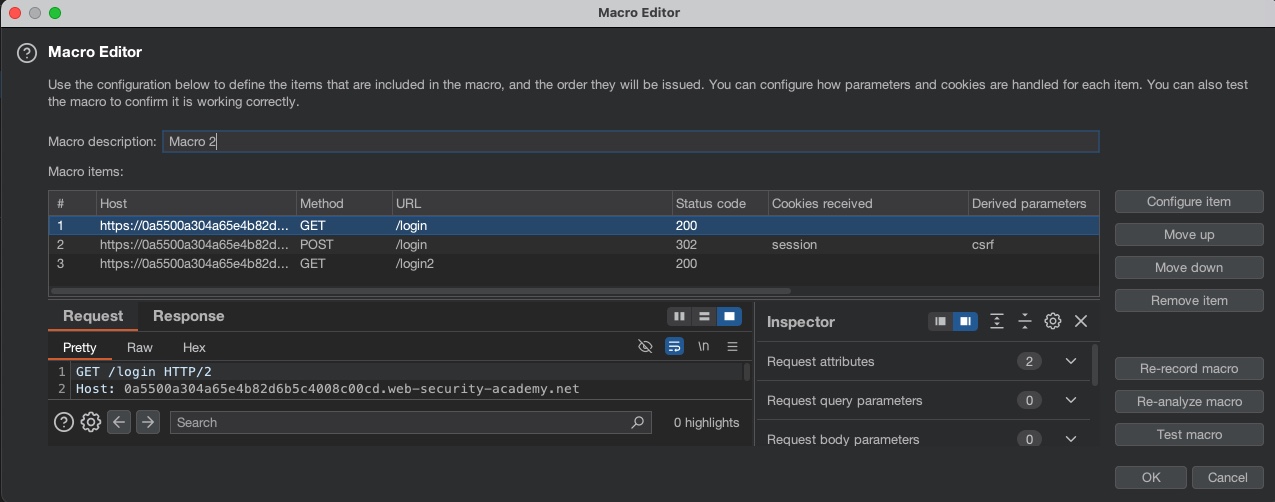 Macro Editor
Macro Editor
Use the configuration below to define the items that are included in the macro, and the order they will be issued. You can configure how parameters and cookies are handled for each item. You can also test
the macro to confirm it is working correctly.
Macro description: Macro 2
Macro items:
# Host Method URL Status code Cookies received Derived parameters
1 https://0a5500a304a65e4b82d... GET /login 200
2 https://0a5500a304a65e4b82d... POST /login 302 session csrf
3 https://0a5500a304a65e4b82d... GET /login2 200
Configure item
Move up
Move down
Remove item
Re-record macro
Re-analyze macro
Test macro
Request Response
Pretty Raw Hex \n
1 GET /login HTTP/2
2 Host: 0a5500a304a65e4b82d6b5c4008c00cd.web-security-academy.net
Search 0 highlights
Inspector
Request attributes 2
Request query parameters 0
Request body parameters 0
OK Cancel